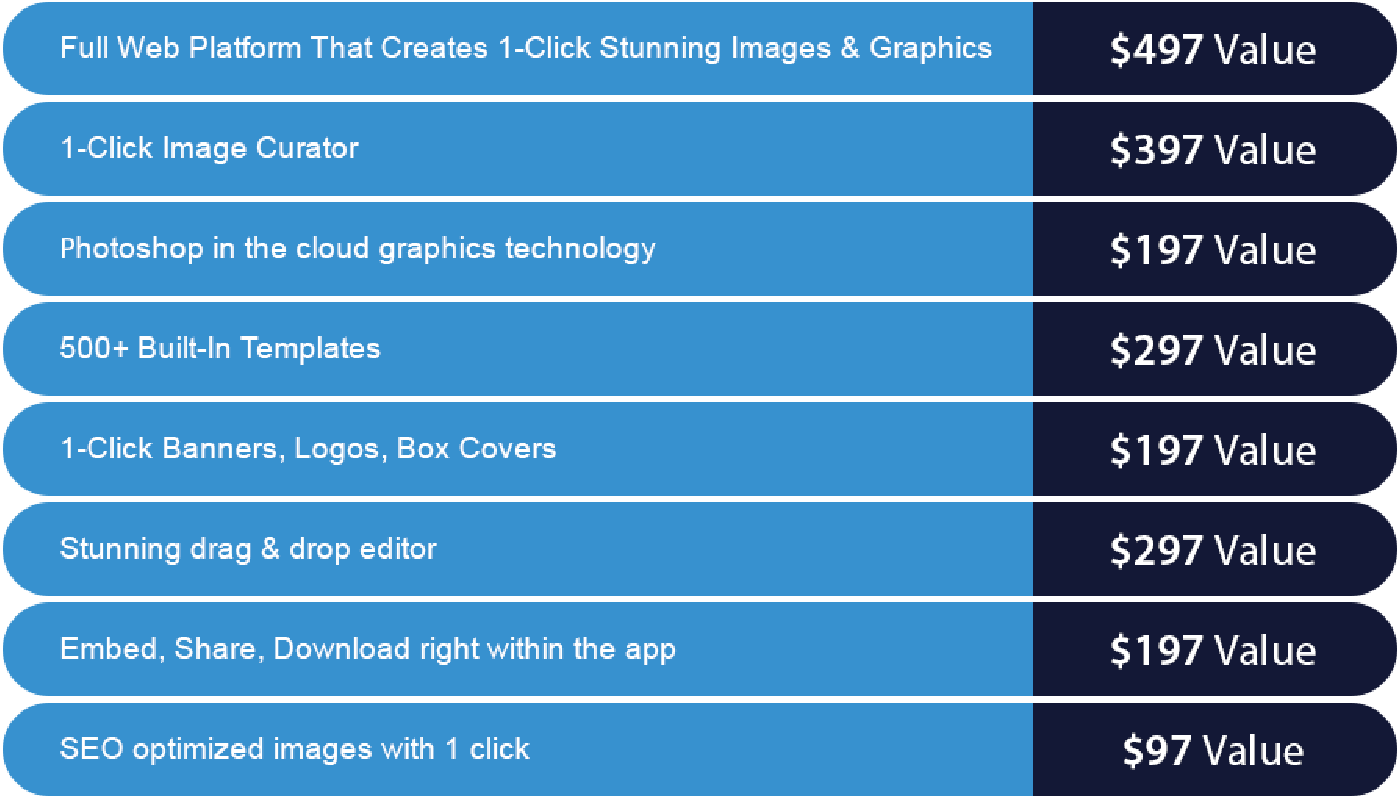 Full Web Platform That Creates 1-Click Stunning Images & Graphics $497 Value
1-Click Image Curator $397 Value
Photoshop in the cloud graphics technology $197 Value
500+ Built-In Templates $297 Value
1-Click Banners, Logos, Box Covers $197 Value
Stunning drag & drop editor $297 Value
Embed, Share, Download right within the app $197 Value
SEO optimized images with 1 click $97 Value